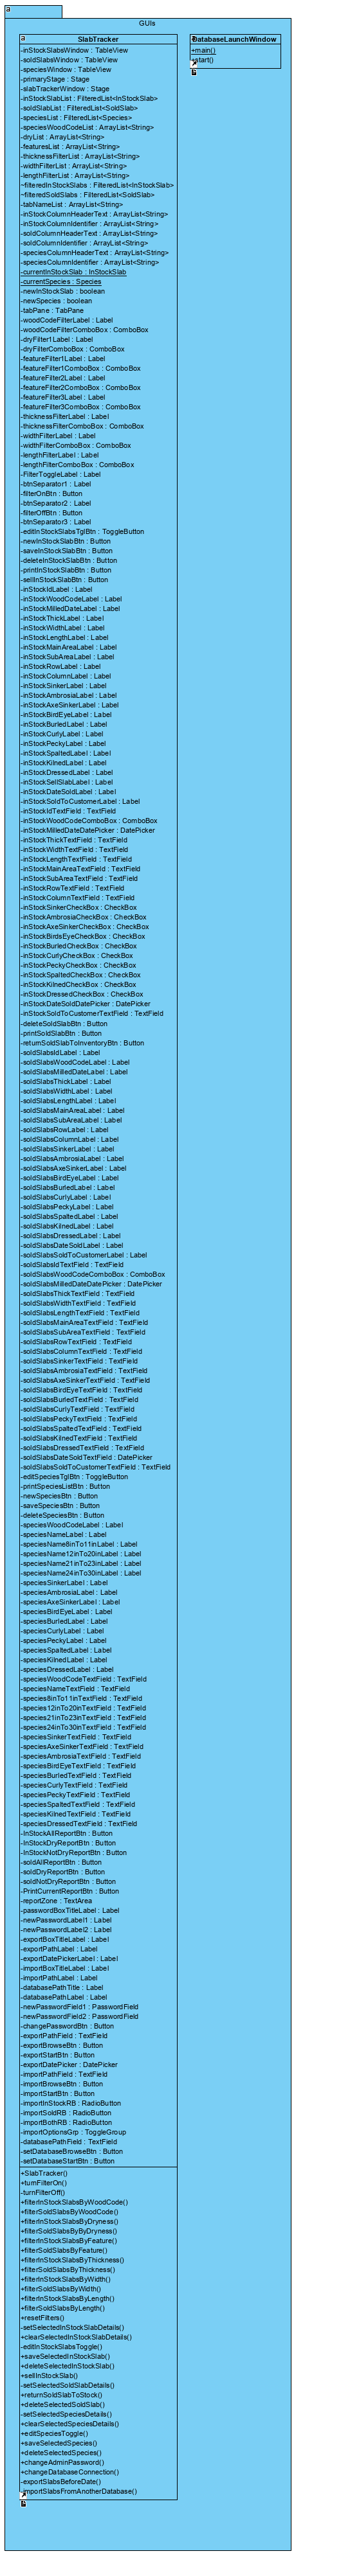 GUIs
SlabTracker
-inStockSlabsWindow : TableView
-soldSlabsWindow : TableView
-speciesWindow : TableView
-primaryStage : Stage
-slabTrackerWindow : Stage
-inStockSlabList : FilteredList<InStockSlab>
-soldSlabList : FilteredList<SoldSlab>
-speciesList : FilteredList<Species>
-speciesWoodCodeList : ArrayList<String>
-dryList : ArrayList<String>
-featuresList : ArrayList<String>
-thicknessFilterList : ArrayList<String>
-widthFilterList : ArrayList<String>
-lengthFilterList : ArrayList<String>
~filteredInStockSlabs : FilteredList<InStockSlab>
~filteredSoldSlabs : FilteredList<SoldSlab>
-tabNameList : ArrayList<String>
-inStockColumnHeaderText : ArrayList<String>
-inStockColumnIdentifier : ArrayList<String>
-soldColumnHeaderText : ArrayList<String>
-soldColumnIdentifier : ArrayList<String>
-speciesColumnHeaderText : ArrayList<String>
-speciesColumnIdentifier : ArrayList<String>
-currentInStockSlab : InStockSlab
-currentSpecies : Species
-newInStockSlab : boolean
-newSpecies : boolean
-tabPane : TabPane
-woodCodeFilterLabel : Label
-woodCodeFilterComboBox : ComboBox
-dryFilter1Label : Label
-dryFilterComboBox : ComboBox
-featureFilter1Label : Label
-featureFilter1ComboBox : ComboBox
-featureFilter2Label : Label
-featureFilter2ComboBox : ComboBox
-featureFilter3Label : Label
-featureFilter3ComboBox : ComboBox
-thicknessFilterLabel : Label
-thicknessFilterComboBox : ComboBox
-widthFilterLabel : Label
-widthFilterComboBox : ComboBox
-lengthFilterLabel : Label
-lengthFilterComboBox : ComboBox
-FilterToggleLabel : Label
-btnSeparator1 : Label
-filterOnBtn : Button
-btnSeparator2 : Label
-filterOffBtn : Button
-btnSeparator3 : Label
-editInStockSlabsTglBtn : ToggleButton
-newInStockSlabBtn : Button
-saveInStockSlabBtn : Button
-deleteInStockSlabBtn : Button
-printInStockSlabBtn : Button
-sellInStockSlabBtn : Button
-inStockIdLabel : Label
-inStockWoodCodeLabel : Label
-inStockMilledDateLabel : Label
-inStockThickLabel : Label
-inStockWidthLabel : Label
-inStockLengthLabel : Label
-inStockMainAreaLabel : Label
-inStockSubAreaLabel : Label
-inStockRowLabel : Label
-inStockColumnLabel : Label
-inStockSinkerLabel : Label
-inStockAmbrosiaLabel : Label
-inStockAxeSinkerLabel : Label
-inStockBirdEyeLabel : Label
-inStockBurledLabel : Label
-inStockCurlyLabel : Label
-inStockPeckyLabel : Label
-inStockSpaltedLabel : Label
-inStockKilnedLabel : Label
-inStockDressedLabel : Label
-inStockSellSlabLabel : Label
-inStockDateSoldLabel : Label
-inStockSoldToCustomerLabel : Label
-inStockIdTextField : TextField
-inStockWoodCodeComboBox : ComboBox
-inStockMilledDateDatePicker : DatePicker
-inStockThickTextField : TextField
-inStockWidthTextField : TextField
-inStockLengthTextField : TextField
-inStockMainAreaTextField : TextField
-inStockSubAreaTextField : TextField
-inStockRowTextField : TextField
-inStockColumnTextField : TextField
-inStockSinkerCheckBox : CheckBox
-inStockAmbrosiaCheckBox : CheckBox
-inStockAxeSinkerCheckBox : CheckBox
-inStockBirdsEyeCheckBox : CheckBox
-inStockBurledCheckBox : CheckBox
-inStockCurlyCheckBox : CheckBox
-inStockPeckyCheckBox : CheckBox
-inStockSpaltedCheckBox : CheckBox
-inStockKilnedCheckBox : CheckBox
-inStockDressedCheckBox : CheckBox
-inStockDateSoldDatePicker : DatePicker
-inStockSoldToCustomerTextField : TextField
-deleteSoldSlabBtn : Button
-printSoldSlabBtn : Button
-returnSoldSlabToInventoryBtn : Button
-soldSlabsIdLabel : Label
-soldSlabsWoodCodeLabel : Label
-soldSlabsMilledDateLabel : Label
-soldSlabsThickLabel : Label
-soldSlabsWidthLabel : Label
-soldSlabsLengthLabel : Label
-soldSlabsMainAreaLabel : Label
-soldSlabsSubAreaLabel : Label
-soldSlabsRowLabel : Label
-soldSlabsColumnLabel : Label
-soldSlabsSinkerLabel : Label
-soldSlabsAmbrosiaLabel : Label
-soldSlabsAxeSinkerLabel : Label
-soldSlabsBirdEyeLabel : Label
-soldSlabsBurledLabel : Label
-soldSlabsCurlyLabel : Label
-soldSlabsPeckyLabel : Label
-soldSlabsSpaltedLabel : Label
-soldSlabsKilnedLabel : Label
-soldSlabsDressedLabel : Label
-soldSlabsDateSoldLabel : Label
-soldSlabsSoldToCustomerLabel : Label
-soldSlabsIdTextField : TextField
-soldSlabsWoodCodeComboBox : ComboBox
-soldSlabsMilledDateDatePicker : DatePicker
-soldSlabsThickTextField : TextField
-soldSlabsWidthTextField : TextField
-soldSlabsLengthTextField : TextField
-soldSlabsMainAreaTextField : TextField
-soldSlabsSubAreaTextField : TextField
-soldSlabsRowTextField : TextField
-soldSlabsColumnTextField : TextField
-soldSlabsSinkerTextField : TextField
-soldSlabsAmbrosiaTextField : TextField
-soldSlabsAxeSinkerTextField : TextField
-soldSlabsBirdEyeTextField : TextField
-soldSlabsBurledTextField : TextField
-soldSlabsCurlyTextField : TextField
-soldSlabsPeckyTextField : TextField
-soldSlabsSpaltedTextField : TextField
-soldSlabsKilnedTextField : TextField
-soldSlabsDressedTextField : TextField
-soldSlabsDateSoldTextField : DatePicker
-soldSlabsSoldToCustomerTextField : TextField
-editSpeciesTglBtn : ToggleButton
-printSpeciesListBtn : Button
-newSpeciesBtn : Button
-saveSpeciesBtn : Button
-deleteSpeciesBtn : Button
-speciesWoodCodeLabel : Label
-speciesNameLabel : Label
-speciesName8inTo11inLabel : Label
-speciesName12inTo20inLabel : Label
-speciesName21inTo23inLabel : Label
-speciesName24inTo30inLabel : Label
-speciesSinkerLabel : Label
-speciesAmbrosiaLabel : Label
-speciesAxeSinkerLabel : Label
-speciesBirdEyeLabel : Label
-speciesBurledLabel : Label
-speciesCurlyLabel : Label
-speciesPeckyLabel : Label
-speciesSpaltedLabel : Label
-speciesKilnedLabel : Label
-speciesDressedLabel : Label
-speciesWoodCodeTextField : TextField
-speciesNameTextField : TextField
-species8inTo11inTextField : TextField
-species12inTo20inTextField : TextField
-species21inTo23inTextField : TextField
-species24inTo30inTextField : TextField
-speciesSinkerTextField : TextField
-speciesAxeSinkerTextField : TextField
-speciesAmbrosiaTextField : TextField
-speciesBirdEyeTextField : TextField
-speciesBurledTextField : TextField
-speciesCurlyTextField : TextField
-speciesPeckyTextField : TextField
-speciesSpaltedTextField : TextField
-speciesKilnedTextField : TextField
-speciesDressedTextField : TextField
-InStockAllReportBtn : Button
-InStockDryReportBtn : Button
-InStockNotDryReportBtn : Button
-soldAllReportBtn : Button
-soldDryReportBtn : Button
-soldNotDryReportBtn : Button
-PrintCurrentReportBtn : Button
-reportZone : TextArea
-passwordBoxTitleLabel : Label
-newPasswordLabel1 : Label
-newPasswordLabel2 : Label
-exportBoxTitleLabel : Label
-exportPathLabel : Label
-exportDatePickerLabel : Label
-importBoxTitleLabel : Label
-importPathLabel : Label
-databasePathTitle : Label
-databasePathLabel : Label
-newPasswordField1 : PasswordField
-newPasswordField2 : PasswordField
-changePasswordBtn : Button
-exportPathField : TextField
-exportBrowseBtn : Button
-exportStartBtn : Button
-exportDatePicker : DatePicker
-importPathField : TextField
-importBrowseBtn : Button
-importStartBtn : Button
-importInStockRB : RadioButton
-importSoldRB : RadioButton
-importBothRB : RadioButton
-importOptionsGrp : ToggleGroup
-databasePathField : TextField
-setDatabaseBrowseBtn : Button
-setDatabaseStartBtn : Button
+SlabTracker()
+turnFilterOn()
-turnFilterOff()
+filterInStockSlabsByWoodCode()
+filterSoldSlabsByWoodCode()
+filterInStockSlabsByDryness()
+filterSoldSlabsByByDryness()
+filterInStockSlabsByFeature()
+filterSoldSlabsByFeature()
+filterInStockSlabsByThickness()
+filterSoldSlabsByThickness()
+filterInStockSlabsByWidth()
+filterSoldSlabsByWidth()
+filterInStockSlabsByLength()
+filterSoldSlabsByLength()
+resetFilters()
-setSelectedInStockSlabDetails()
+clearSelectedInStockSlabDetails()
-editInStockSlabsToggle()
+saveSelectedInStockSlab()
+deleteSelectedInStockSlab()
+sellInStockSlab()
-setSelectedSoldSlabDetails()
+returnSoldSlabToStock()
+deleteSelectedSoldSlab()
-setSelectedSpeciesDetails()
+clearSelectedSpeciesDetails()
+editSpeciesToggle()
+saveSelectedSpecies()
+deleteSelectedSpecies()
+changeAdminPassword()
+changeDatabaseConnection()
-exportSlabsBeforeDate()
-importSlabsFromAnotherDatabase()
DatabaseLaunchWindow
+main()
+start()